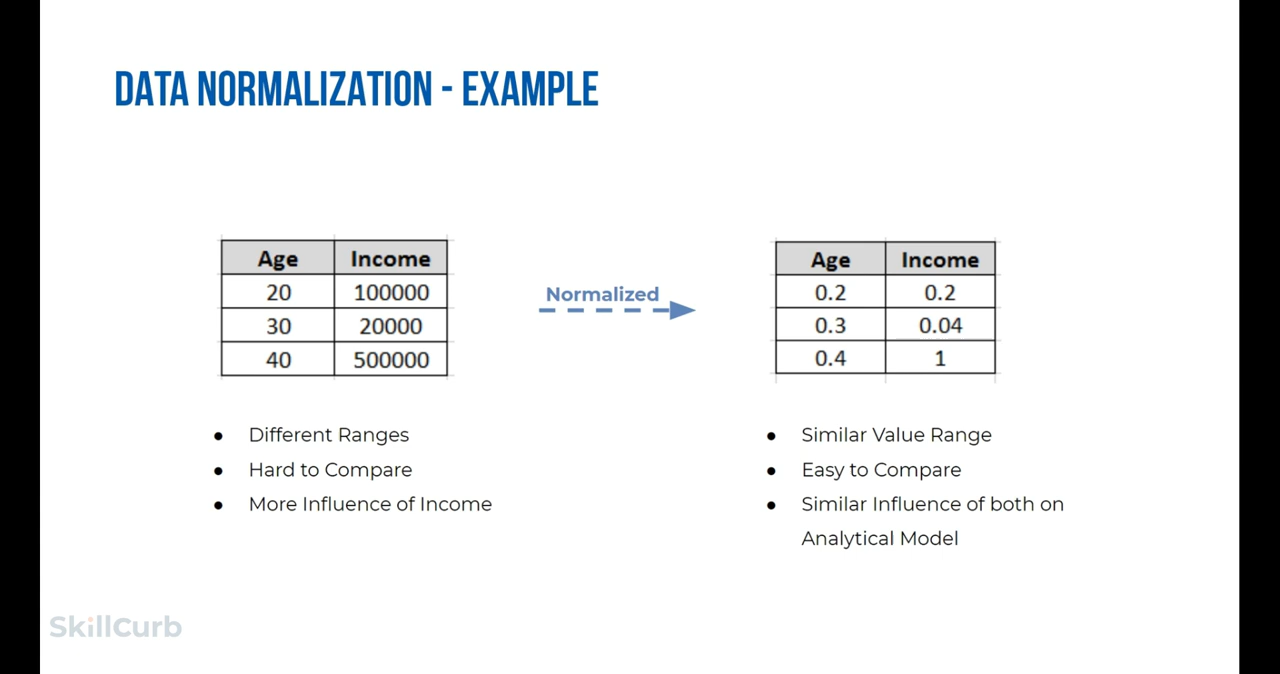 DATA NORMALIZATION - EXAMPLE
Age Income
20 100000
30 20000
40 500000
Normalized
Age Income
0.2 0.2
0.3 0.04
0.4 1
● Different Ranges
● Hard to Compare
● More Influence of Income
● Similar Value Range
● Easy to Compare
● Similar Influence of both on
Analytical Model
SkillCurb